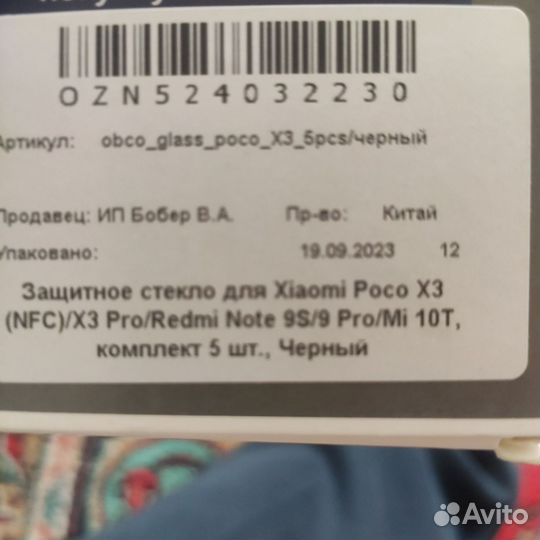 OZN524032230
Артикул: obco_glass_poco_X3_5pcs/черный
Продавец: ИП Бобер В.А. Пр-во: Китай
Упаковано: 19.09.2023 12
Защитное стекло для Xiaomi Poco X3
(NFC)/X3 Pro/Redmi Note 9S/9 Pro/Mi 10T,
комплект 5 шт., Черный
Avito